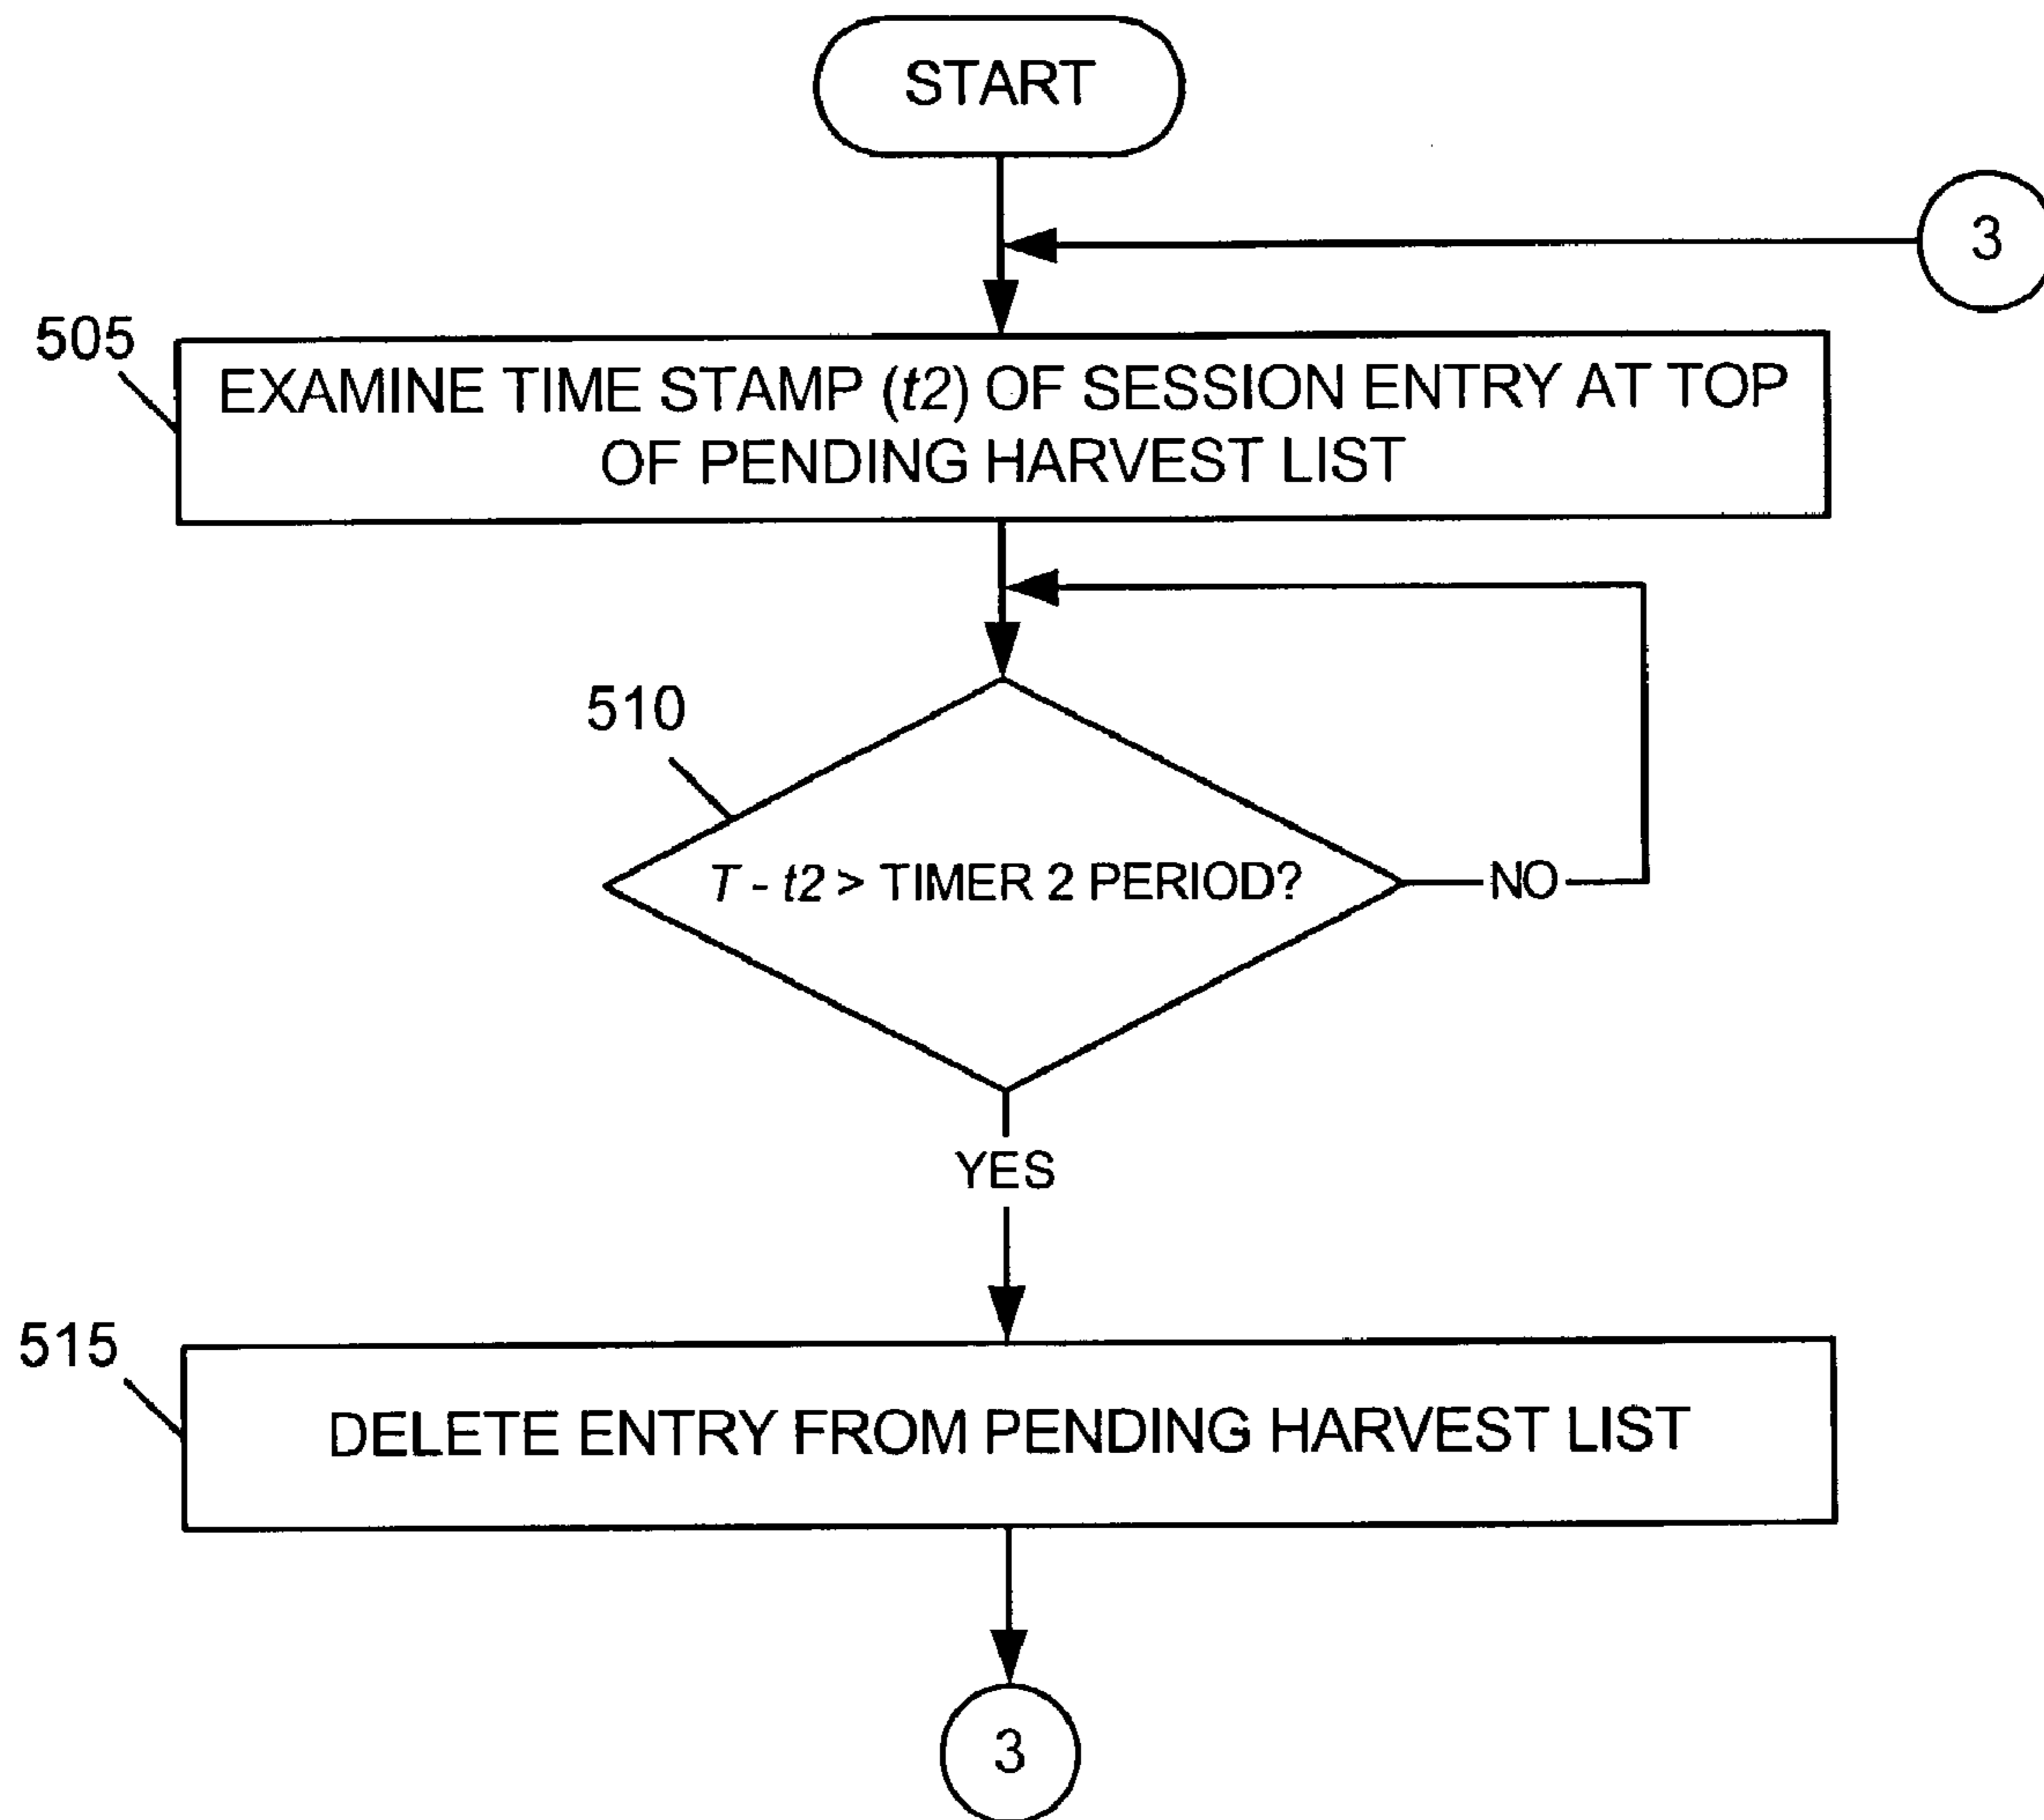 START
3
505
EXAMINE TIME STAMP (t2) OF SESSION ENTRY AT TOP
OF PENDING HARVEST LIST
510
T - t2 > TIMER 2 PERIOD?
NO
YES
515
DELETE ENTRY FROM PENDING HARVEST LIST
3